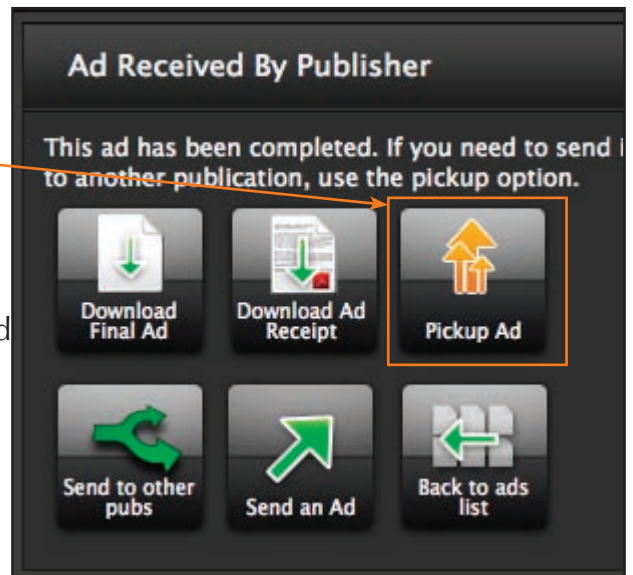 Ad Received By Publisher
This ad has been completed. If you need to send i
to another publication, use the pickup option.
Download
Final Ad
Download Ad
Receipt
Pickup Ad
d
Send to other
pubs
Send an Ad
Back to ads
list